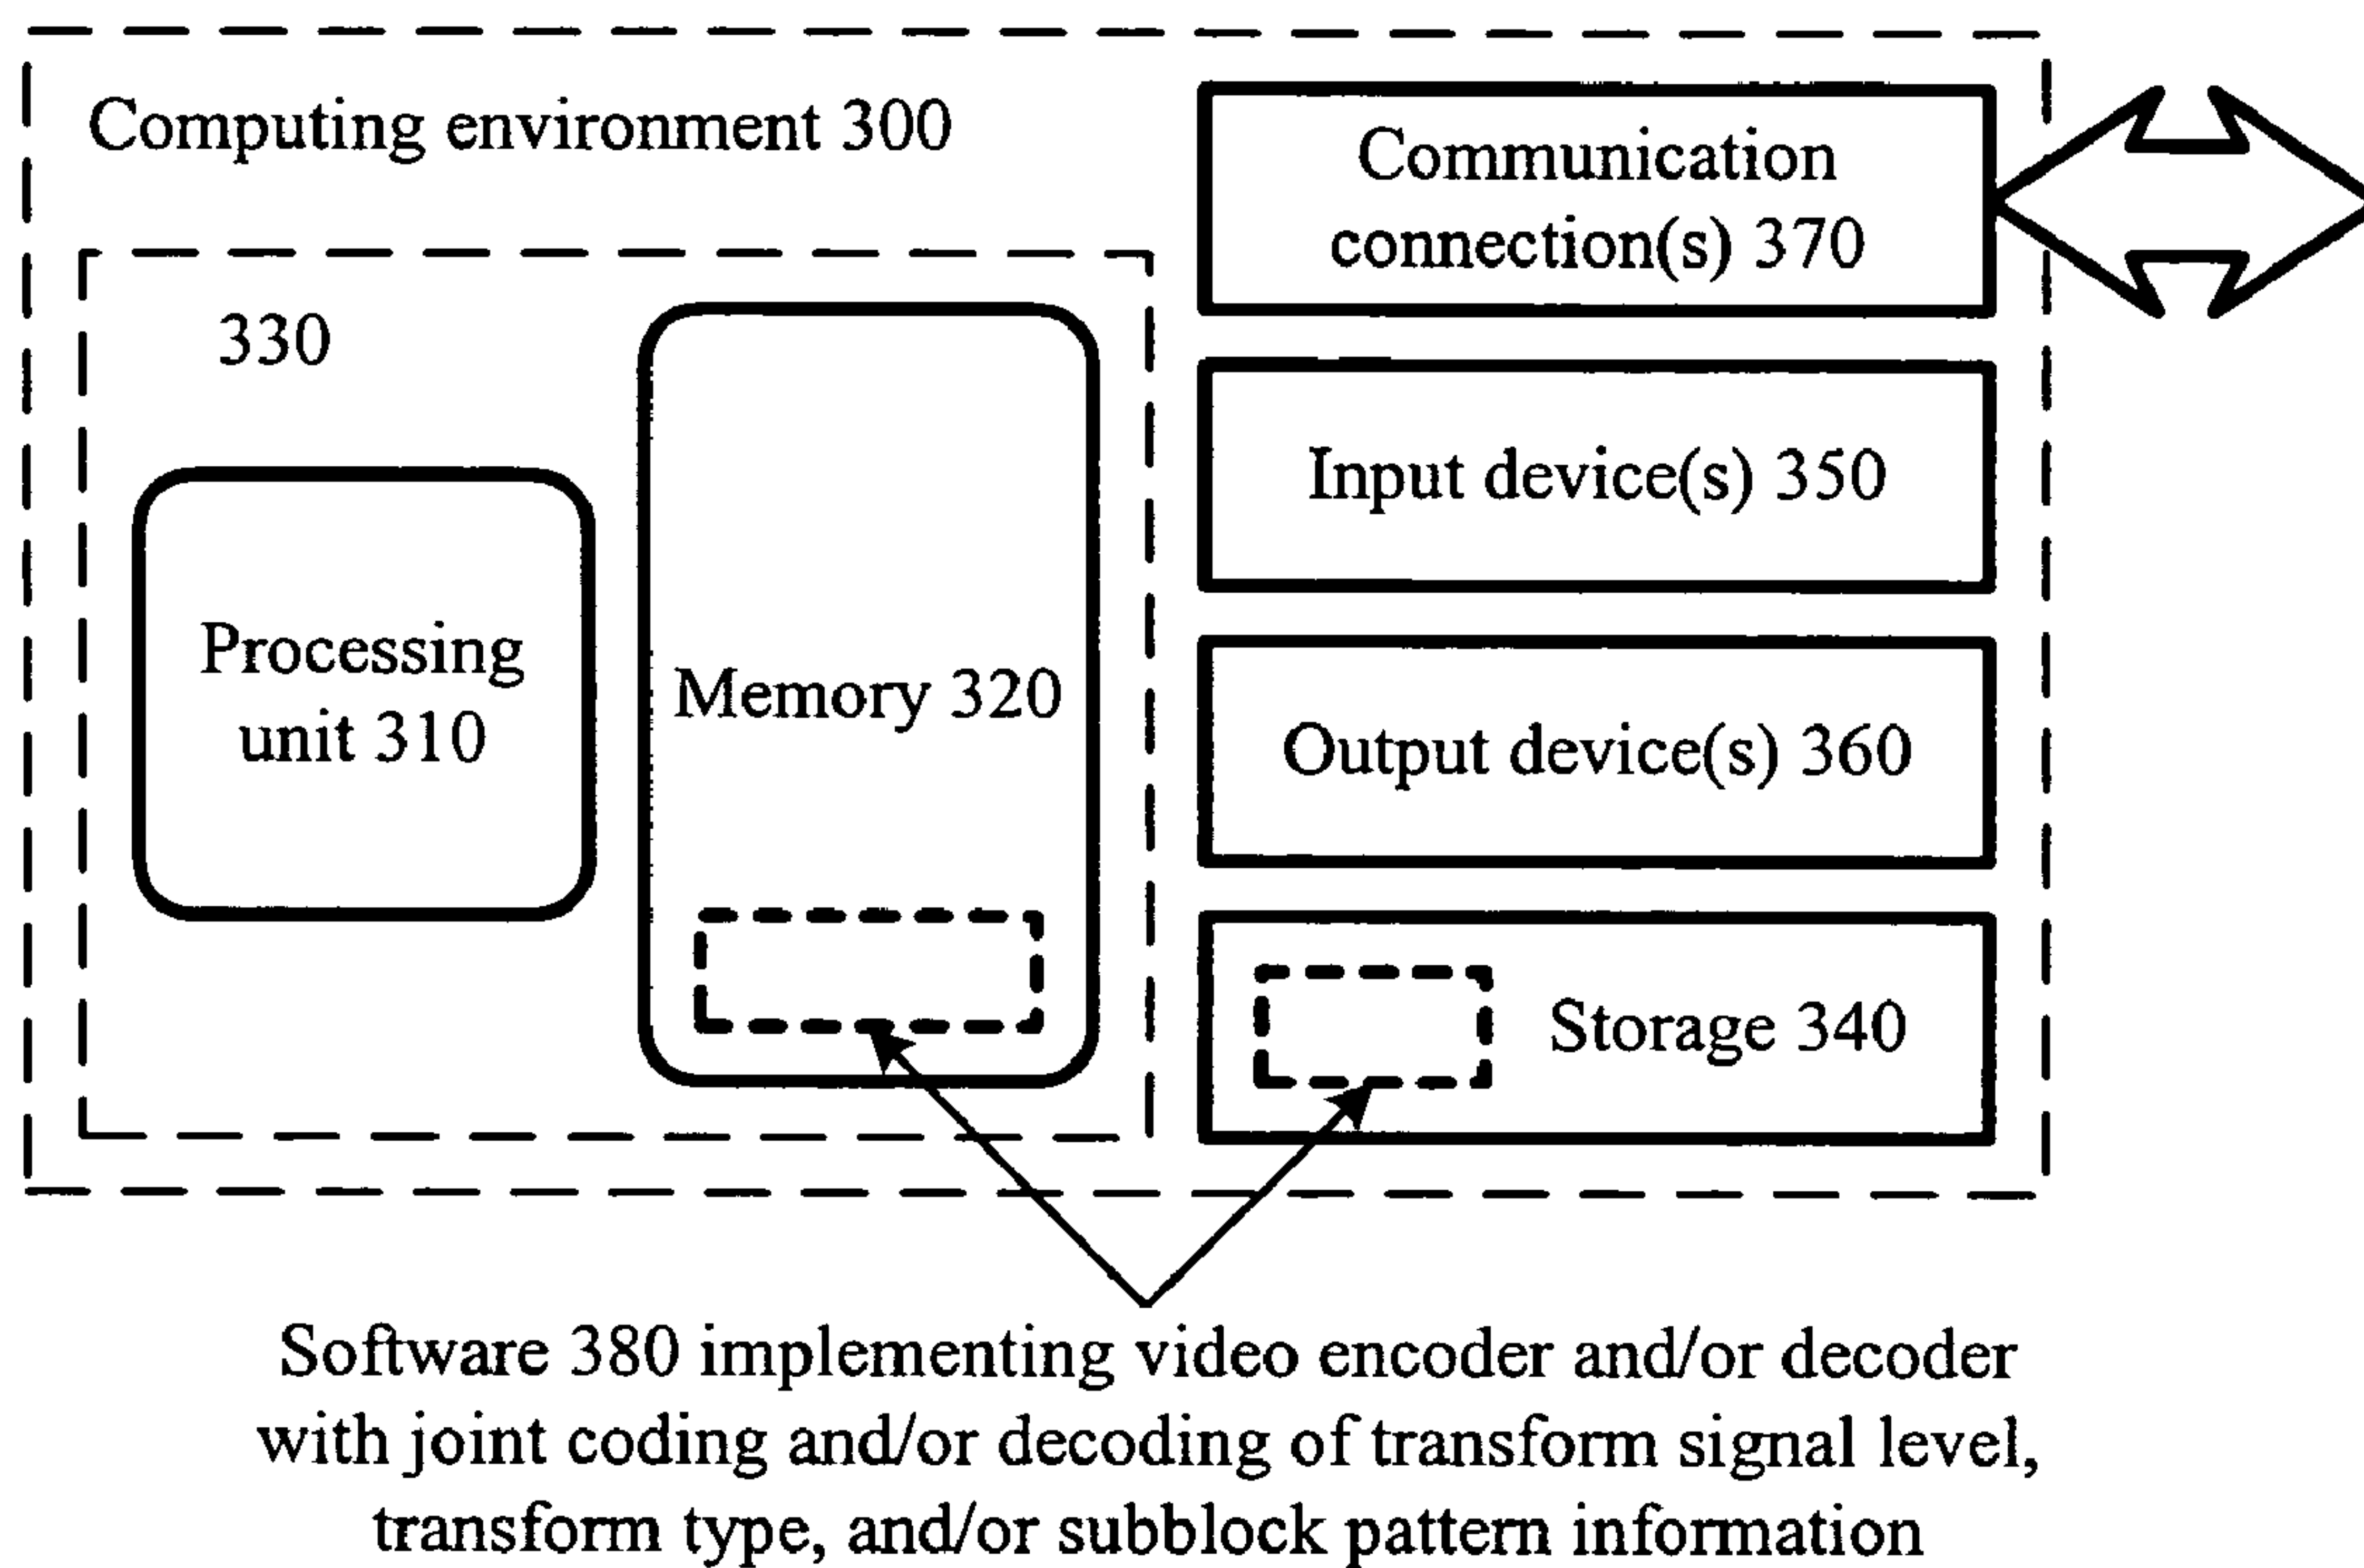 Computing environment 300
330
Processing
unit 310
Memory 320
Communication
connection(s) 370
Input device(s) 350
Output device(s) 360
Storage 340
Software 380 implementing video encoder and/or decoder
with joint coding and/or decoding of transform signal level,
transform type, and/or subblock pattern information